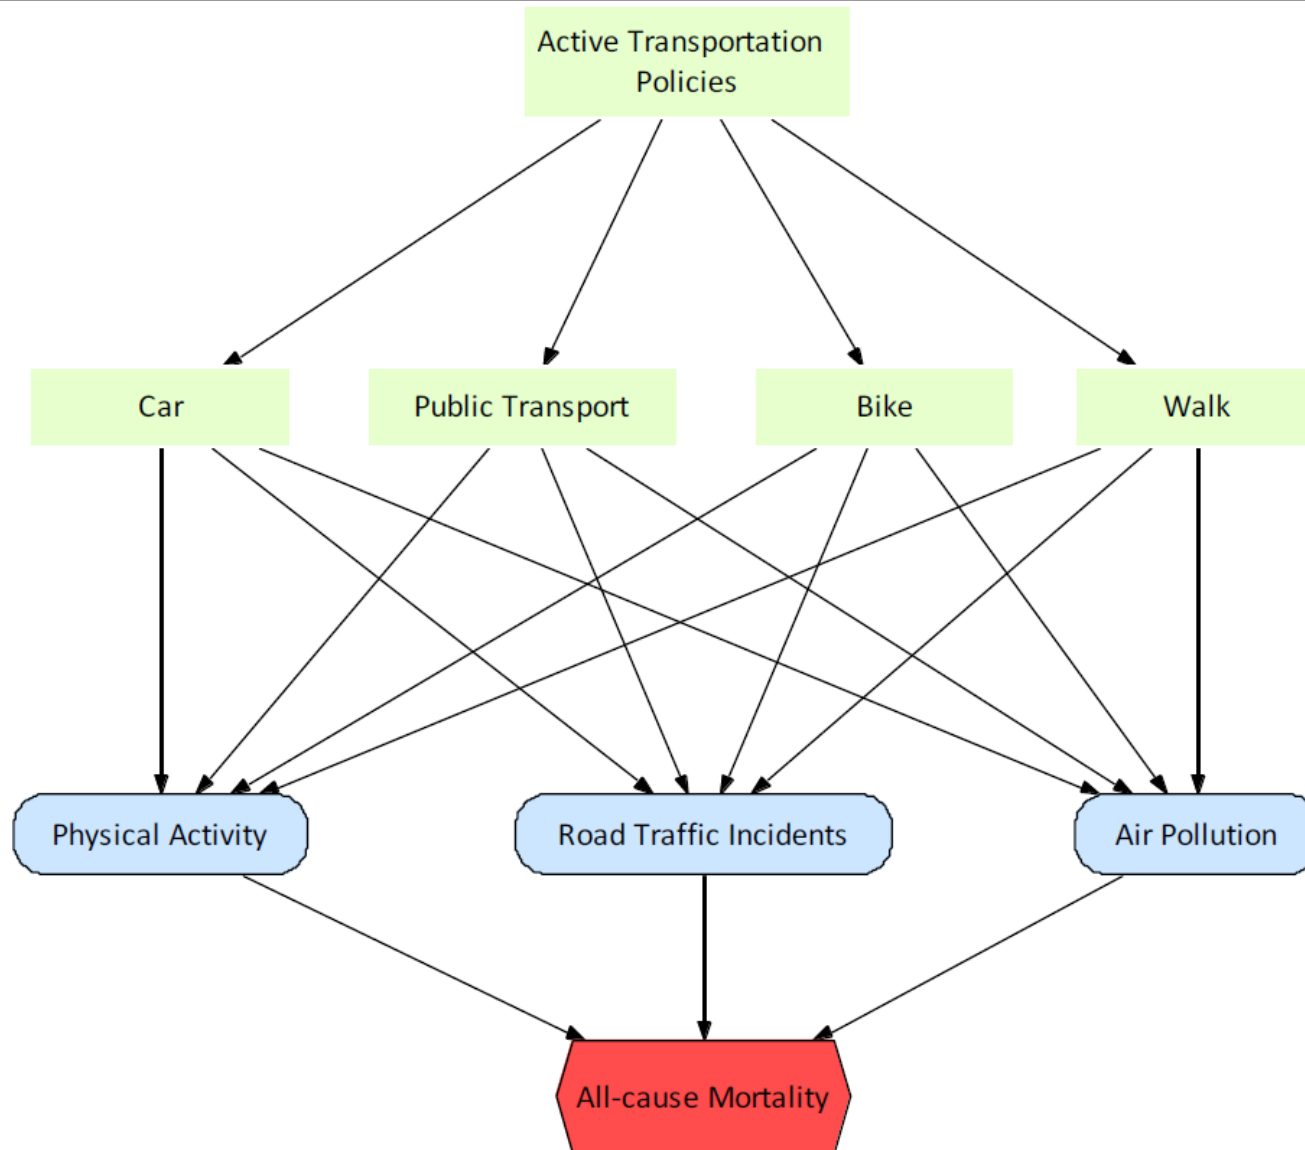 Active Transportation
Policies
Car
Public Transport
Bike
Walk
Physical Activity
Road Traffic Incidents
Air Pollution
All-cause Mortality